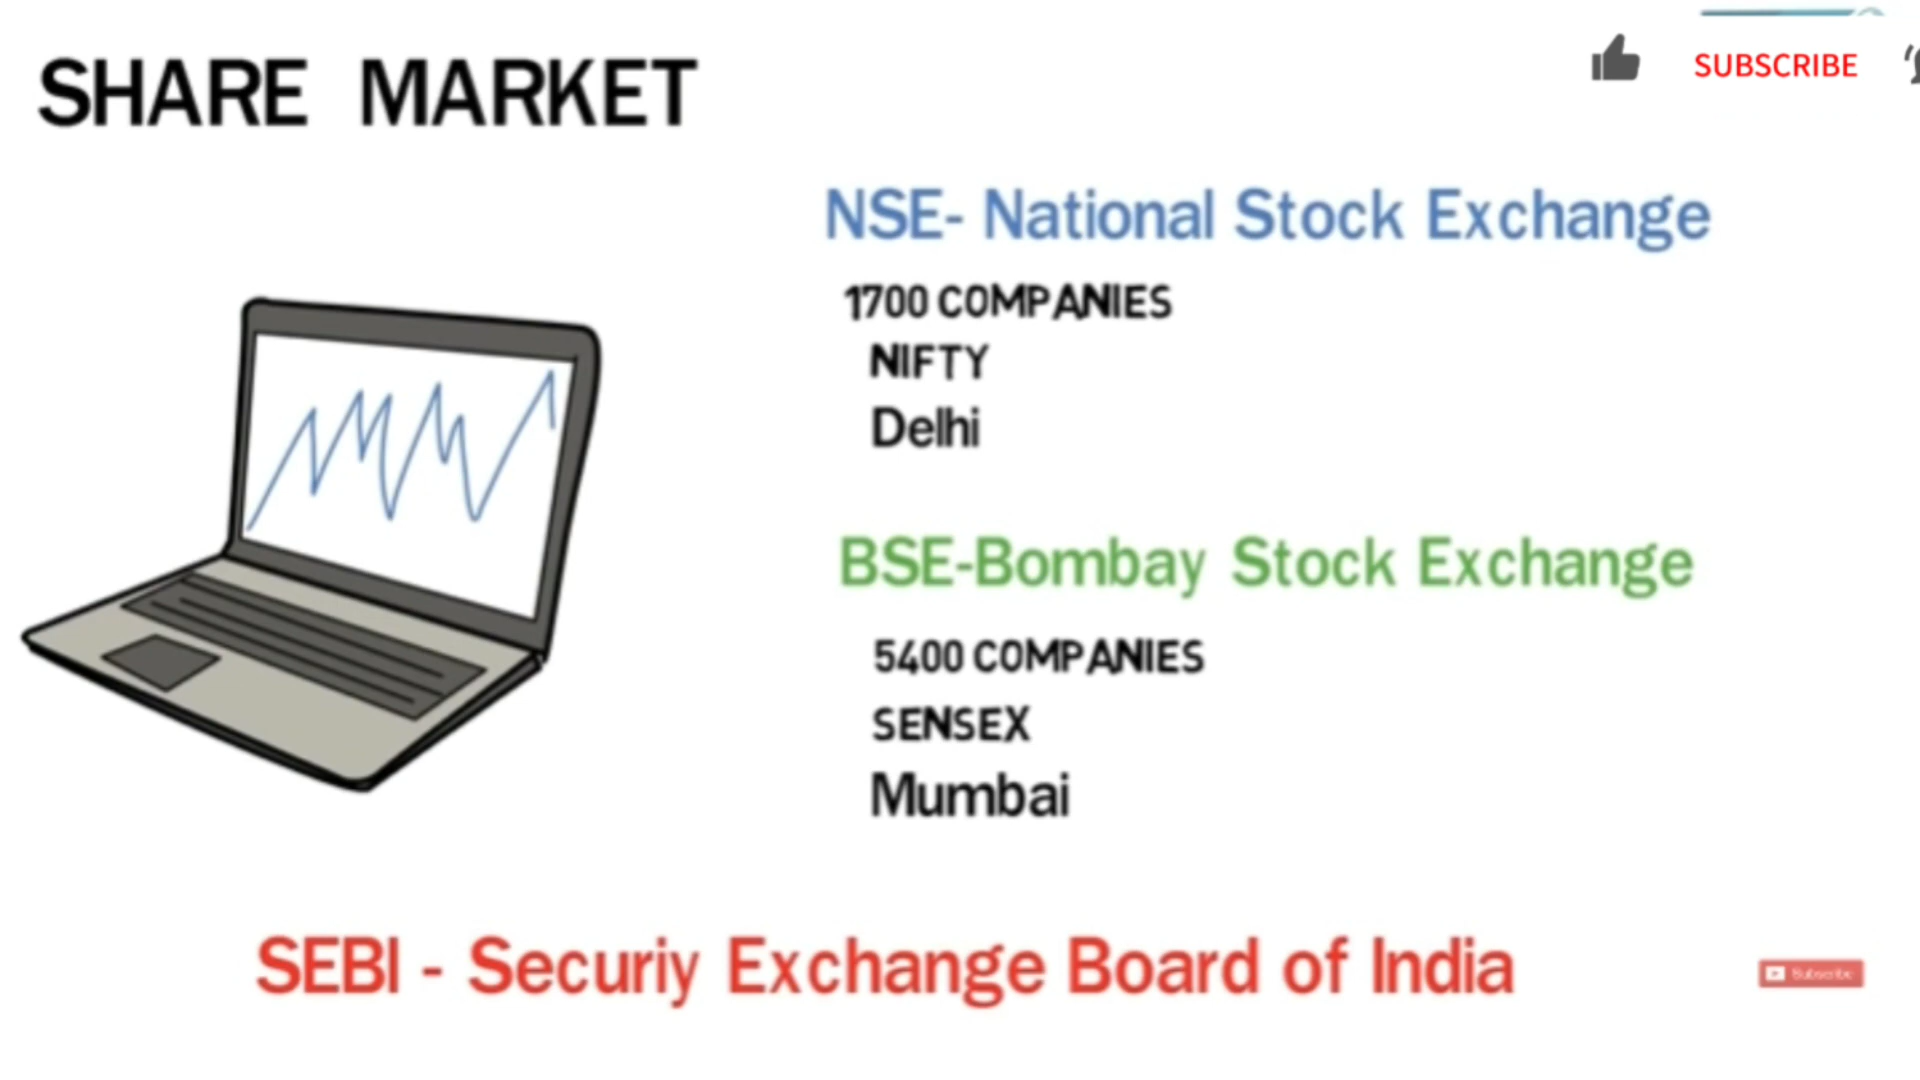 SHARE MARKET
SUBSCRIBE
NSE- National Stock Exchange
1700 COMPANIES
NIFTY
Delhi
BSE-Bombay Stock Exchange
5400 COMPANIES
SENSEX
Mumbai
SEBI - Securiy Exchange Board of India
Subscribe